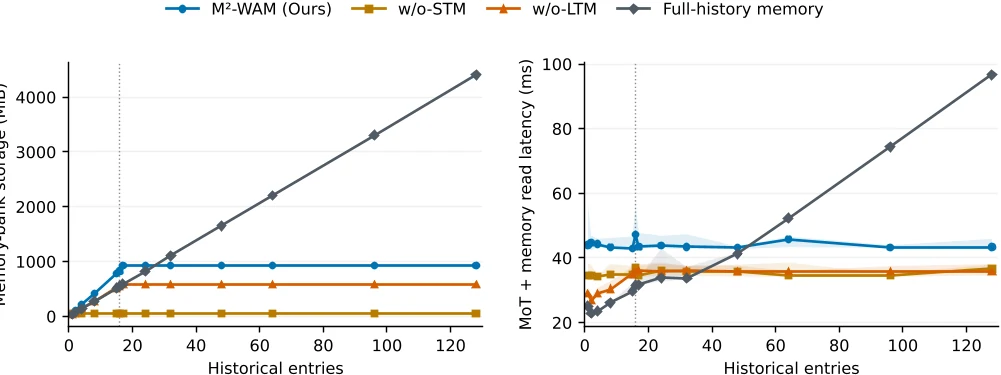 M²-WAM (Ours) w/o-STM w/o-LTM Full-history memory
Memory-bank storage (MiB)
4000
3000
2000
1000
0
0 20 40 60 80 100 120
Historical entries
MoT + memory read latency (ms)
100
80
60
40
20
0 20 40 60 80 100 120
Historical entries